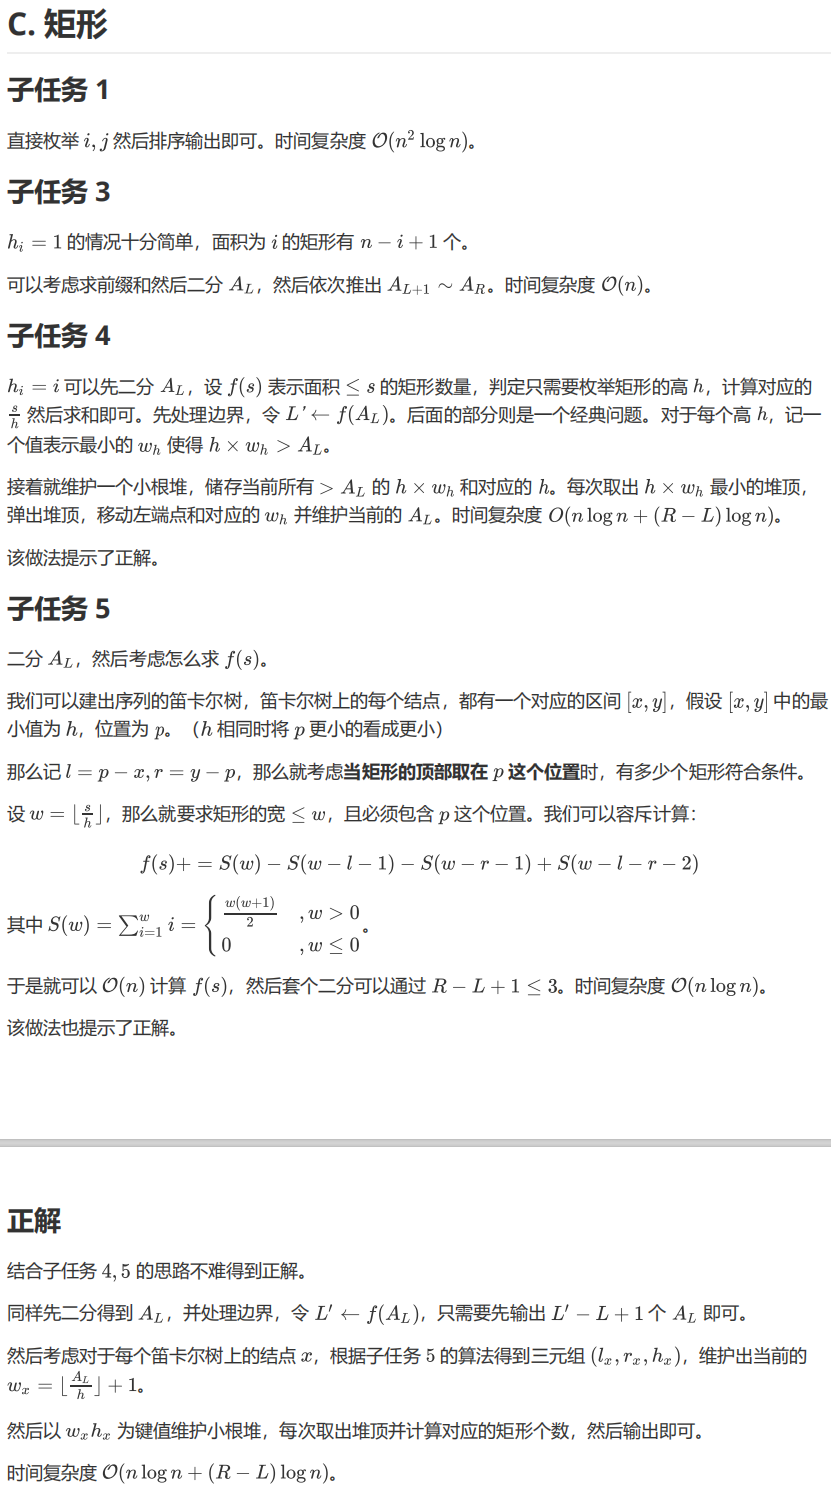 C. 矩形
子任务 1
直接枚举 i, j 然后排序输出即可。时间复杂度 𝒪(n² log n)。
子任务 3
hᵢ = 1 的情况十分简单，面积为 i 的矩形有 n − i + 1 个。
可以考虑求前缀和然后二分 A_L，然后依次推出 A_{L+1} ∼ A_R。时间复杂度 𝒪(n)。
子任务 4
hᵢ = i 可以先二分 A_L，设 f(s) 表示面积 ≤ s 的矩形数量，判定只需要枚举矩形的高 h，计算对应的
\frac{s}{h} 然后求和即可。先处理边界，令 L′ ← f(A_L)。后面的部分则是一个经典问题。对于每个高 h，记一
个值表示最小的 w_h 使得 h × w_h > A_L。
接着就维护一个小根堆，储存当前所有 > A_L 的 h × w_h 和对应的 h。每次取出 h × w_h 最小的堆顶，
弹出堆顶，移动左端点和对应的 w_h 并维护当前的 A_L。时间复杂度 O(n log n + (R − L) log n)。
该做法提示了正解。
子任务 5
二分 A_L，然后考虑怎么求 f(s)。
我们可以建出序列的笛卡尔树，笛卡尔树上的每个结点，都有一个对应的区间 [x, y]，假设 [x, y] 中的最
小值为 h，位置为 p。（h 相同时将 p 更小的看成更小）
那么记 l = p − x, r = y − p，那么就考虑当矩形的顶部取在 p 这个位置时，有多少个矩形符合条件。
设 w = ⌊\frac{s}{h}⌋，那么就要求矩形的宽 ≤ w，且必须包含 p 这个位置。我们可以容斥计算：
f(s)+ = S(w) − S(w − l − 1) − S(w − r − 1) + S(w − l − r − 2)
其中 S(w) = \sum_{i=1}^{w} i = \begin{cases} \frac{w(w+1)}{2} & , w > 0 \\ 0 & , w ≤ 0 \end{cases}。
于是就可以 𝒪(n) 计算 f(s)，然后套个二分可以通过 R − L + 1 ≤ 3。时间复杂度 𝒪(n log n)。
该做法也提示了正解。
正解
结合子任务 4, 5 的思路不难得到正解。
同样先二分得到 A_L，并处理边界，令 L′ ← f(A_L)，只需要先输出 L′ − L + 1 个 A_L 即可。
然后考虑对于每个笛卡尔树上的结点 x，根据子任务 5 的算法得到三元组 (l_x, r_x, h_x)，维护出当前的
w_x = ⌊\frac{A_L}{h}⌋ + 1。
然后以 w_x h_x 为键值维护小根堆，每次取出堆顶并计算对应的矩形个数，然后输出即可。
时间复杂度 𝒪(n log n + (R − L) log n)。